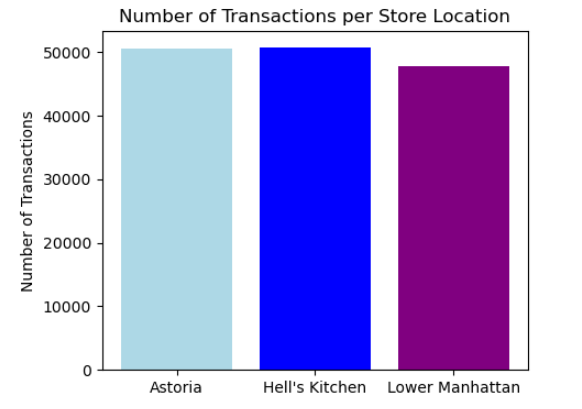 Number of Transactions per Store Location
Number of Transactions
50000
40000
30000
20000
10000
0
Astoria
Hell's Kitchen
Lower Manhattan